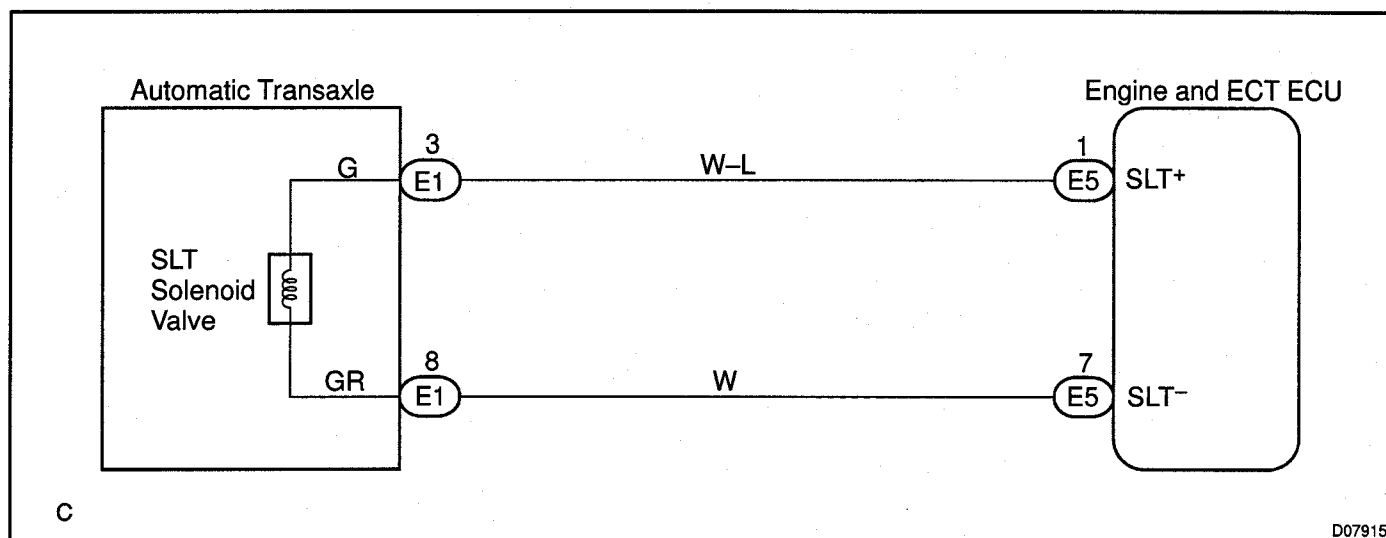 Automatic Transaxle
Engine and ECT ECU
3
1
G
W–L
E1
E5
SLT+
SLT
Solenoid
Valve
8
7
GR
W
E1
E5
SLT–
C
D07915